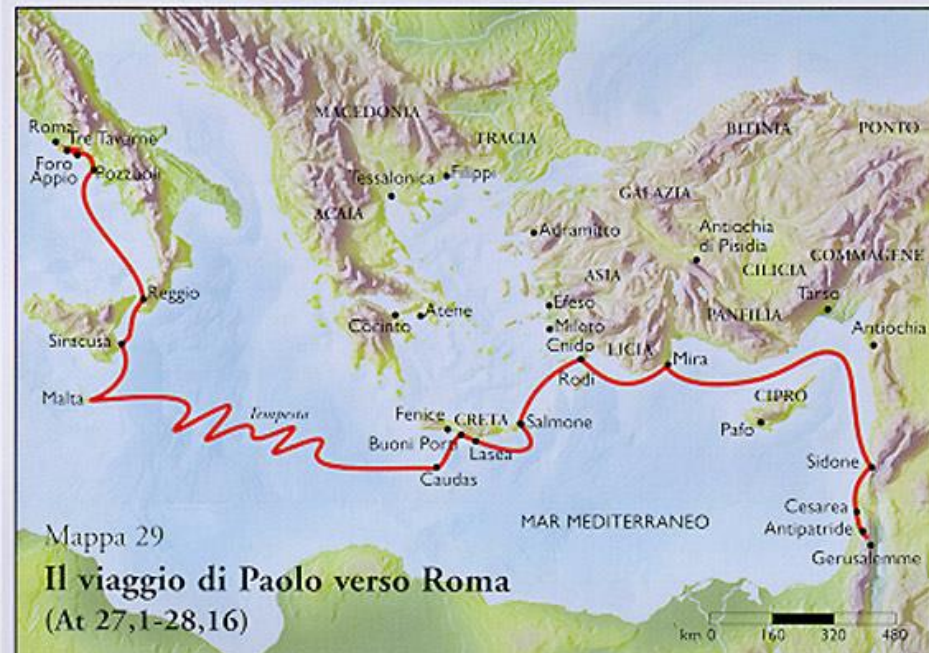 MACEDONIA
TRACIA
BITINIA
PONTO
Roma
Tre Taverne
Foro
Appio
Pozzuoli
Tessalonica
Filippi
GALAZIA
ACAIA
Adramitto
Antiochia
di Pisidia
COMMAGENE
ASIA
CILICIA
Tarso
Reggio
Efeso
PANFILIA
Corinto
Atene
Mileto
Antiochia
Siracusa
Cnido
LICIA
Mira
Rodi
Malta
Tempesta
CIPRO
Fenice
CRETA
Salmone
Pafo
Buoni Porti
Lasea
Sidone
Caudas
Cesarea
MAR MEDITERRANEO
Antipatride
Mappa 29
Gerusalemme
Il viaggio di Paolo verso Roma
(At 27,1-28,16)
km 0 160 320 480